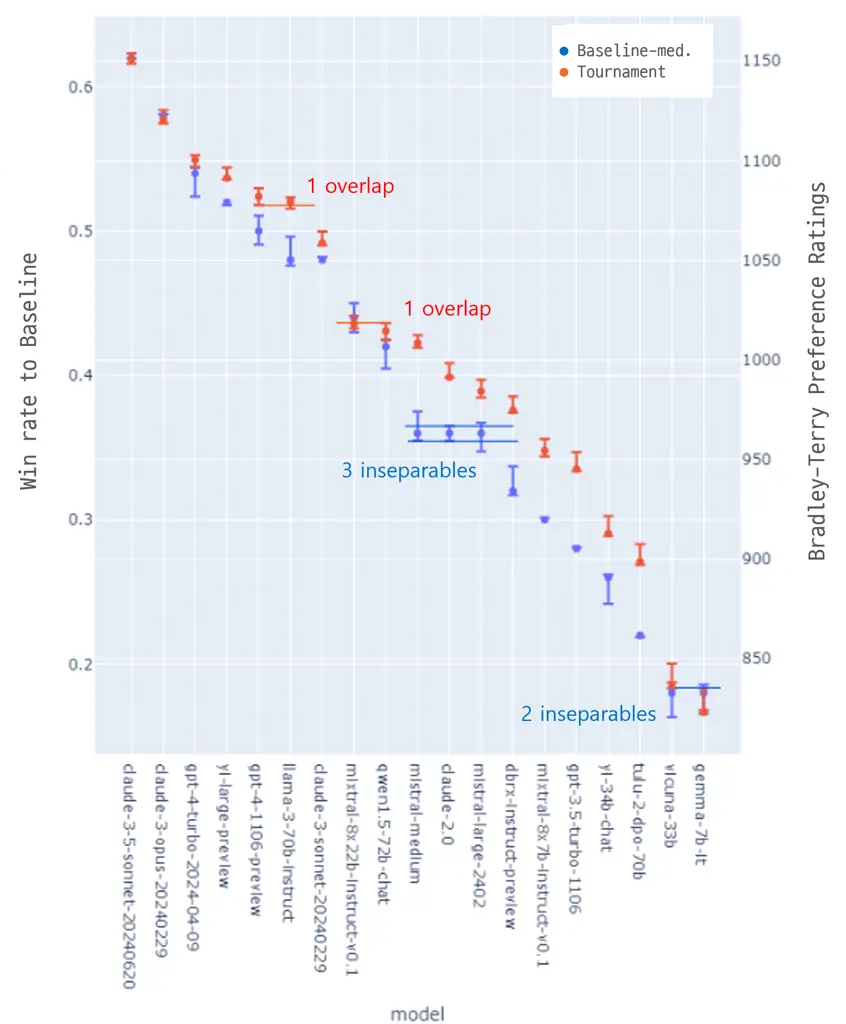 Baseline-med.
Tournament
1150
0.6
1100
1 overlap
0.5
1050
1 overlap
1000
0.4
950
3 inseparables
0.3
900
850
0.2
2 inseparables
Win rate to Baseline
Bradley-Terry Preference Ratings
claude-3-5-sonnet-20240620
claude-3-opus-20240229
gpt-4-turbo-2024-04-09
yi-large-preview
gpt-4-1106-preview
llama-3-70b-instruct
claude-3-sonnet-20240229
mixtral-8x22b-instruct-v0.1
qwen1.5-72b-chat
mistral-medium
claude-2.0
mistral-large-2402
dbrx-instruct-preview
mixtral-8x7b-instruct-v0.1
gpt-3.5-turbo-1106
yi-34b-chat
tulu-2-dpo-70b
vicuna-33b
gemma-7b-it
model